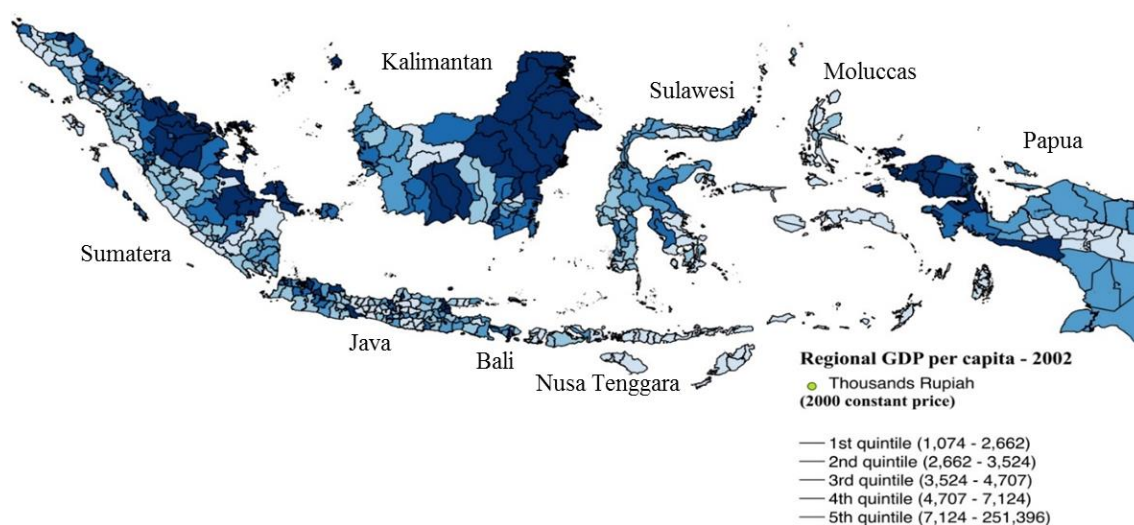 Kalimantan
Moluccas
Sulawesi
Papua
Sumatera
Java
Bali
Nusa Tenggara
Regional GDP per capita - 2002
Thousands Rupiah
(2000 constant price)
1st quintile (1,074 - 2,662)
2nd quintile (2,662 - 3,524)
3rd quintile (3,524 - 4,707)
4th quintile (4,707 - 7,124)
5th quintile (7,124 - 251,396)